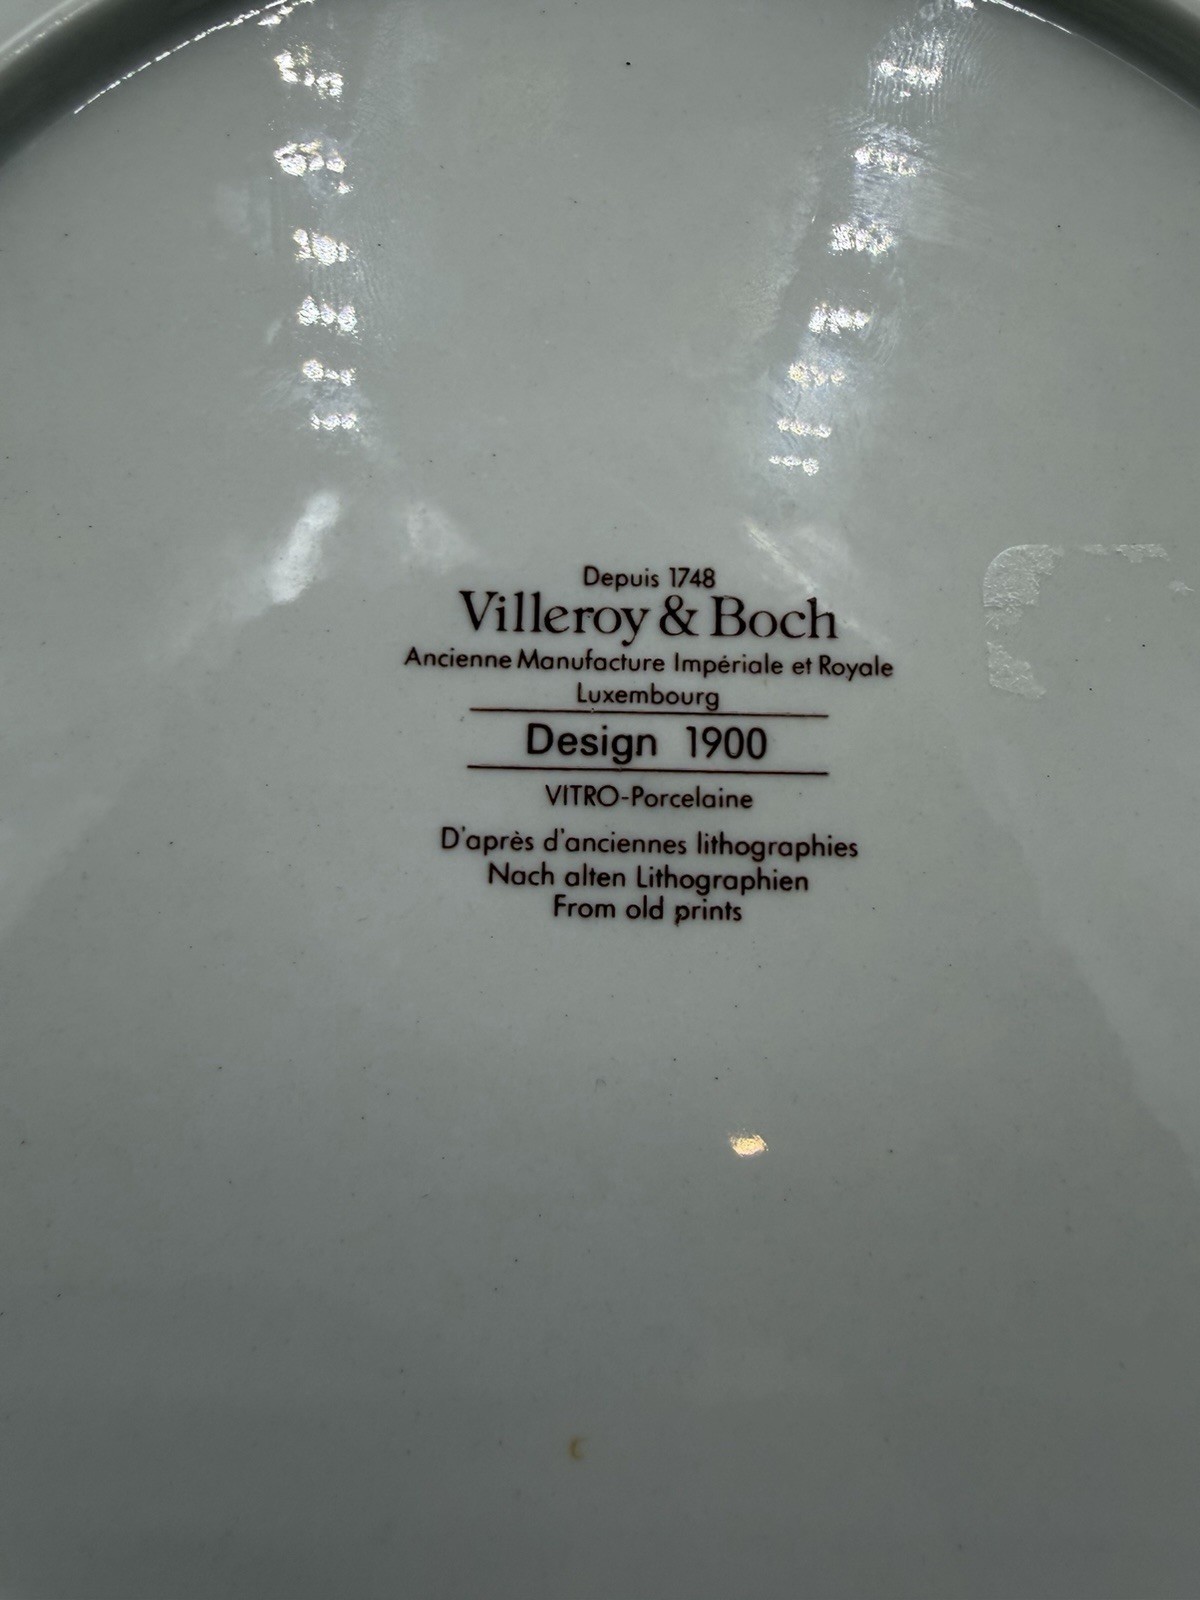 Depuis 1748
Villeroy & Boch
Ancienne Manufacture Impériale et Royale
Luxembourg
Design 1900
VITRO-Porcelaine
D'après d'anciennes lithographies
Nach alten Lithographien
From old prints